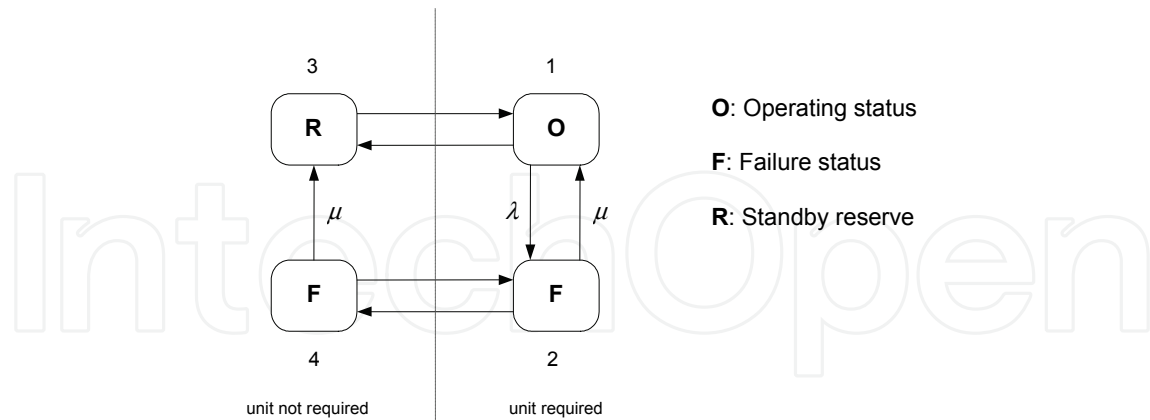 3
1
R
O
O: Operating status
F: Failure status
R: Standby reserve
μ
λ
μ
F
F
4
2
unit not required
unit required
IntechOpen